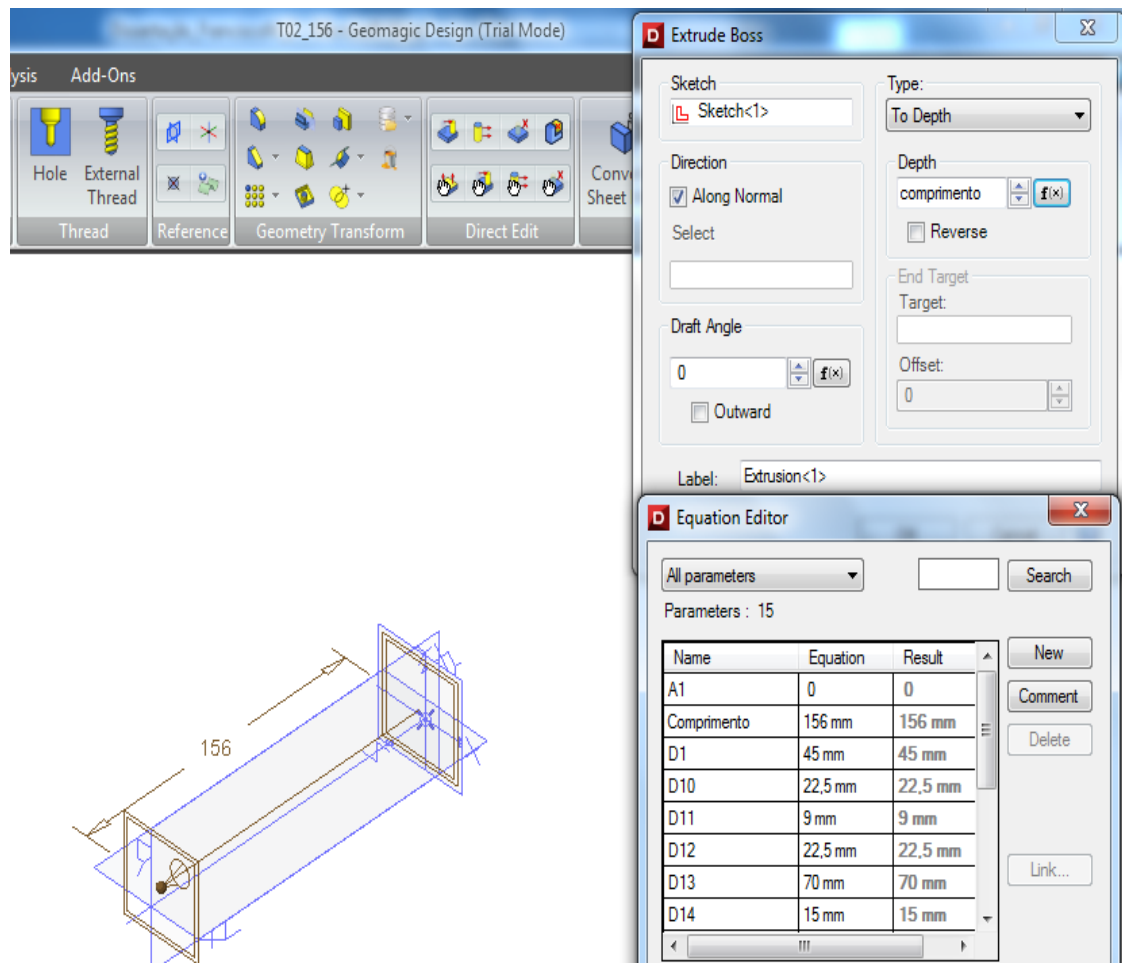 T02_156 - Geomagic Design (Trial Mode)
ysis Add-Ons
Hole
External
Thread
Conv
Sheet
Thread
Reference
Geometry Transform
Direct Edit
156
Extrude Boss
Sketch
Sketch<1>
Direction
Along Normal
Select
Draft Angle
0
f(x)
Outward
Type:
To Depth
Depth
comprimento
f(x)
Reverse
End Target
Target:
Offset:
0
Label: Extrusion<1>
Equation Editor
All parameters
Search
Parameters : 15
Name Equation Result
A1 0 0
Comprimento 156 mm 156 mm
D1 45 mm 45 mm
D10 22,5 mm 22,5 mm
D11 9 mm 9 mm
D12 22,5 mm 22,5 mm
D13 70 mm 70 mm
D14 15 mm 15 mm
New
Comment
Delete
Link...